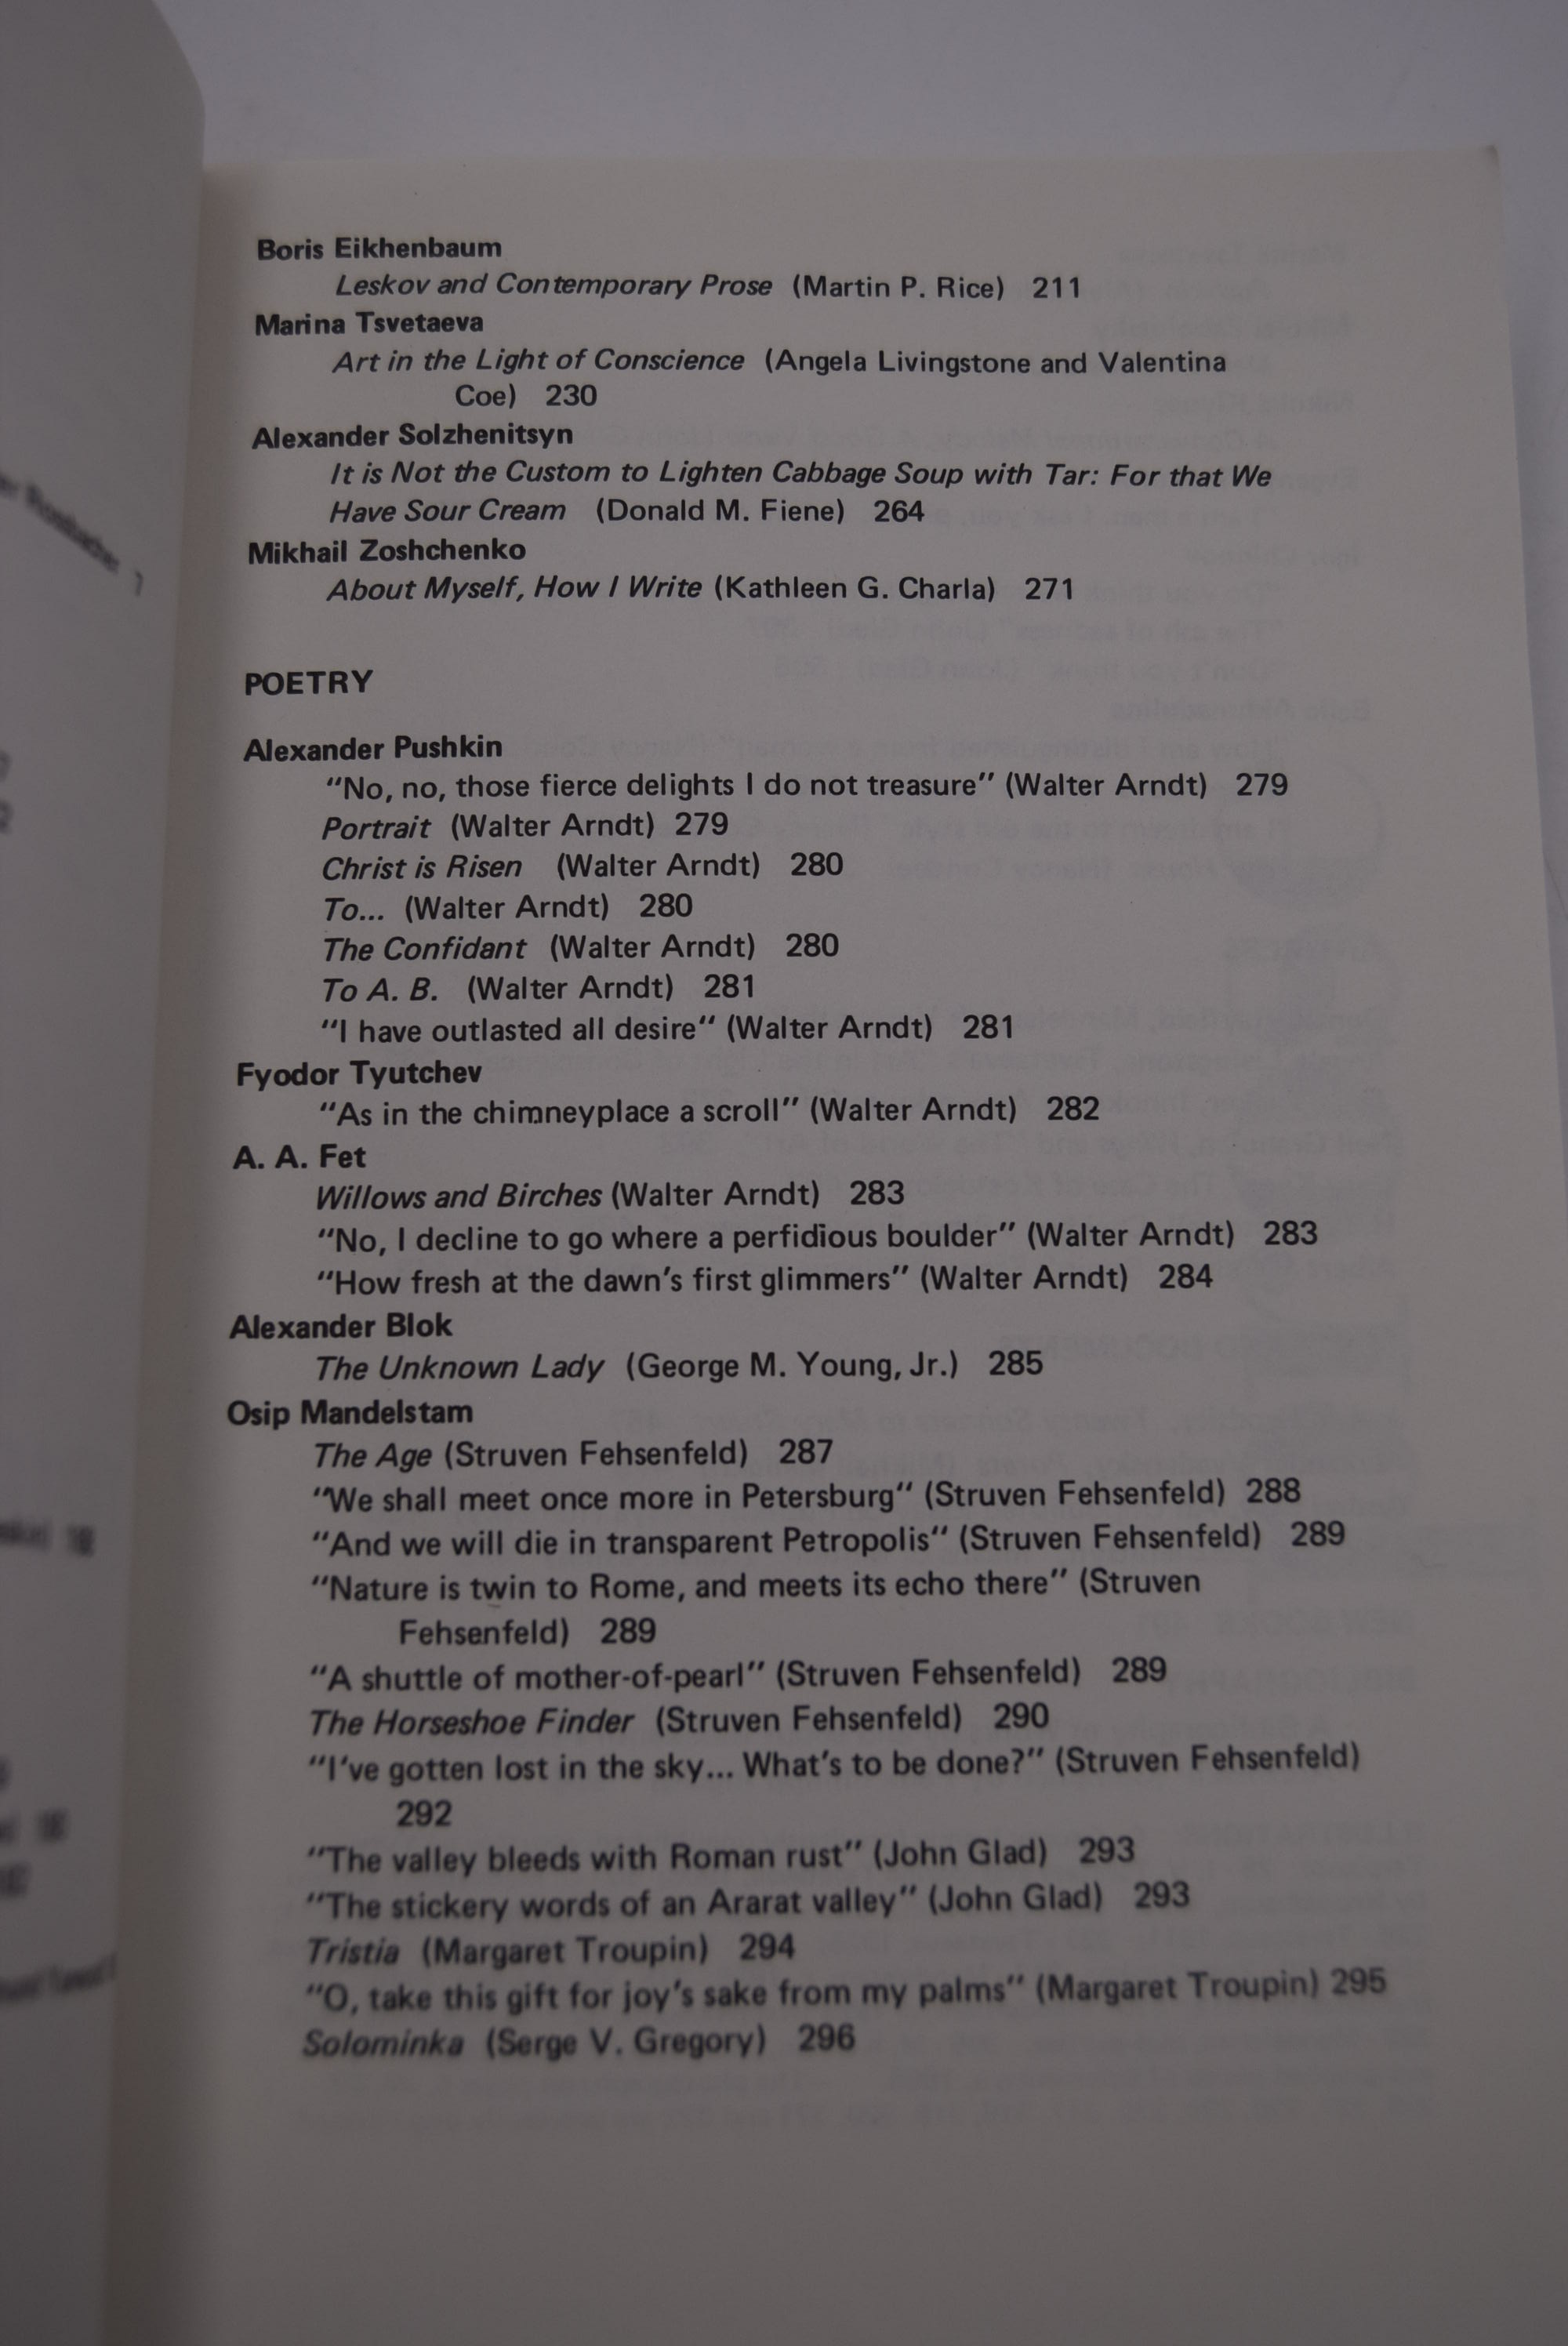 Boris Eikhenbaum
Leskov and Contemporary Prose (Martin P. Rice) 211
Marina Tsvetaeva
Art in the Light of Conscience (Angela Livingstone and Valentina
Coe) 230
Alexander Solzhenitsyn
It is Not the Custom to Lighten Cabbage Soup with Tar: For that We
Have Sour Cream (Donald M. Fiene) 264
Mikhail Zoshchenko
About Myself, How I Write (Kathleen G. Charla) 271
POETRY
Alexander Pushkin
"No, no, those fierce delights I do not treasure" (Walter Arndt) 279
Portrait (Walter Arndt) 279
Christ is Risen (Walter Arndt) 280
To... (Walter Arndt) 280
The Confidant (Walter Arndt) 280
To A. B. (Walter Arndt) 281
"I have outlasted all desire" (Walter Arndt) 281
Fyodor Tyutchev
"As in the chimneyplace a scroll" (Walter Arndt) 282
A. A. Fet
Willows and Birches (Walter Arndt) 283
"No, I decline to go where a perfidious boulder" (Walter Arndt) 283
"How fresh at the dawn's first glimmers" (Walter Arndt) 284
Alexander Blok
The Unknown Lady (George M. Young, Jr.) 285
Osip Mandelstam
The Age (Struven Fehsenfeld) 287
"We shall meet once more in Petersburg" (Struven Fehsenfeld) 288
"And we will die in transparent Petropolis" (Struven Fehsenfeld) 289
"Nature is twin to Rome, and meets its echo there" (Struven
Fehsenfeld) 289
"A shuttle of mother-of-pearl" (Struven Fehsenfeld) 289
The Horseshoe Finder (Struven Fehsenfeld) 290
"I've gotten lost in the sky... What's to be done?" (Struven Fehsenfeld)
292
"The valley bleeds with Roman rust" (John Glad) 293
"The stickery words of an Ararat valley" (John Glad) 293
Tristia (Margaret Troupin) 294
"O, take this gift for joy's sake from my palms" (Margaret Troupin) 295
Solominka (Serge V. Gregory) 296